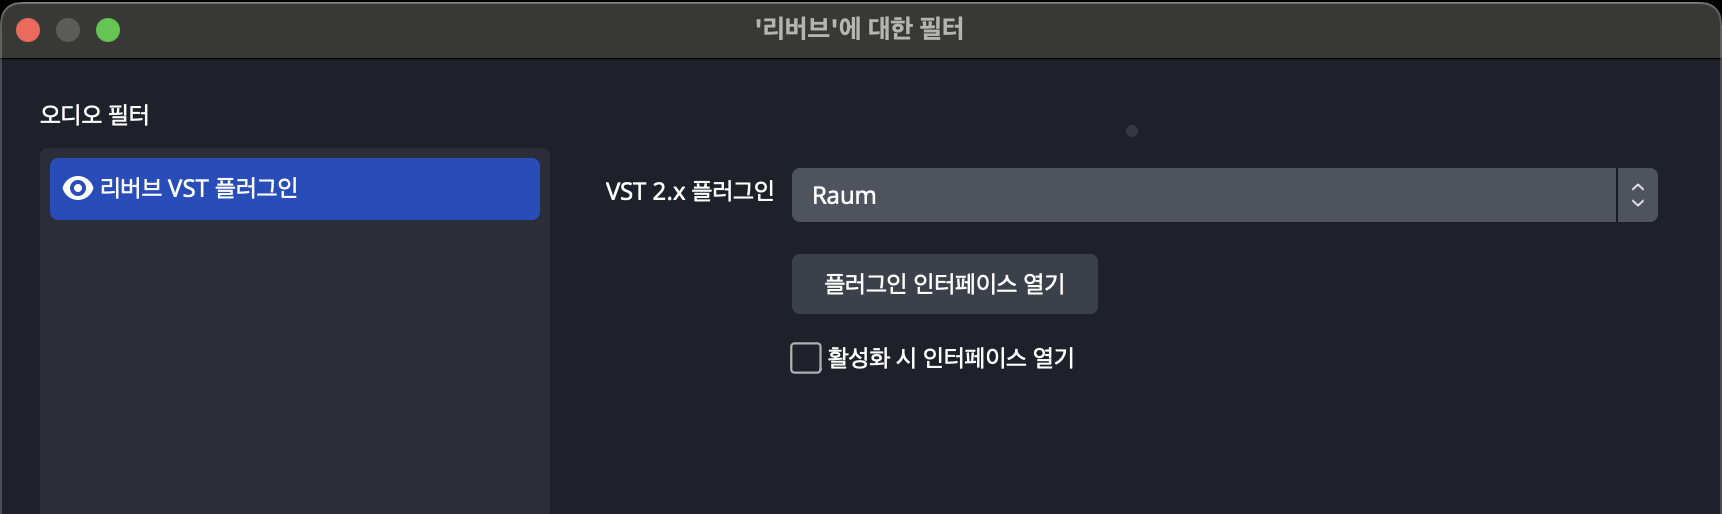 '리버브'에 대한 필터
오디오 필터
리버브 VST 플러그인
VST 2.x 플러그인
Raum
플러그인 인터페이스 열기
활성화 시 인터페이스 열기